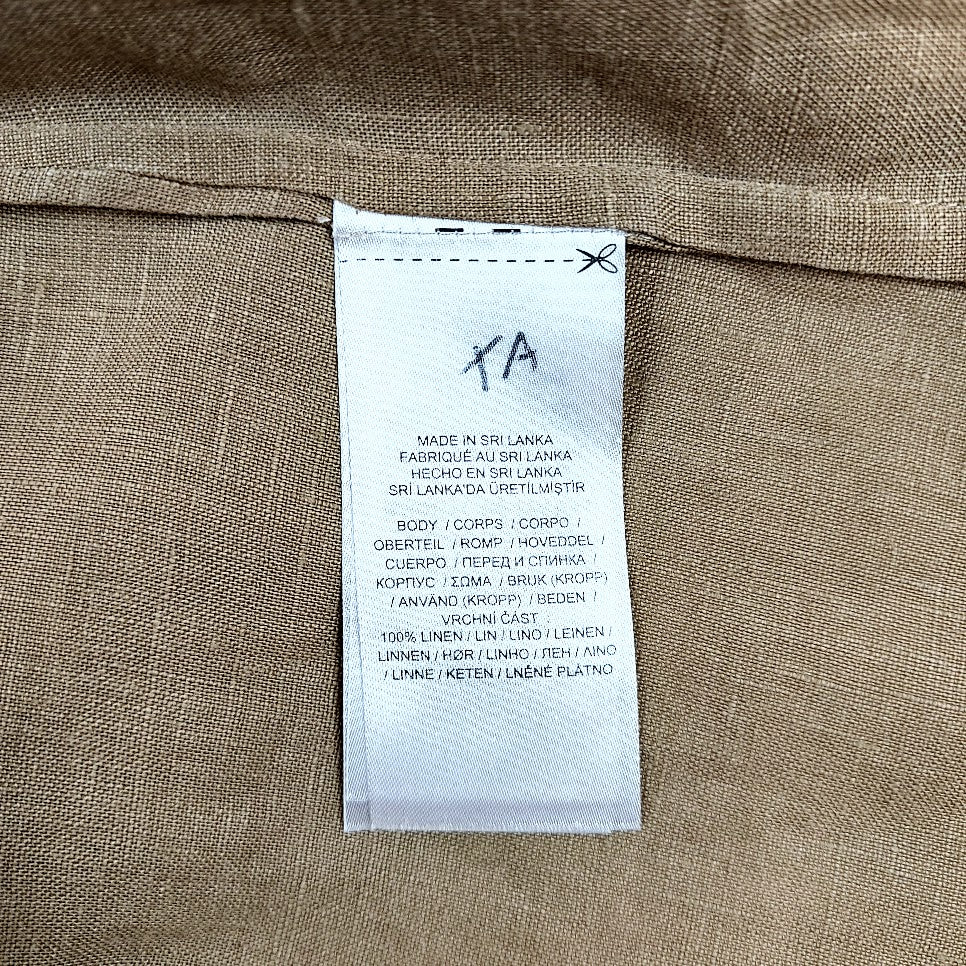 TA
MADE IN SRI LANKA
FABRIQUÉ AU SRI LANKA
HECHO EN SRI LANKA
SRİ LANKA'DA ÜRETİLMİŞTİR
BODY / CORPS / CORPO /
OBERTEIL / ROMP / HOVEDDEL /
CUERPO / ПЕРЕД И СПИНКА /
КОРПУС / ΣΩΜΑ / BRUK (KROPP)
/ ANVÄND (KROPP) / BEDEN /
VRCHNÍ ČÁST :
100% LINEN / LIN / LINO / LEINEN /
LINNEN / HØR / LINHO / ЛЕН / ΛΙΝΟ
/ LINNE / KETEN / LNĚNÉ PLÁTNO